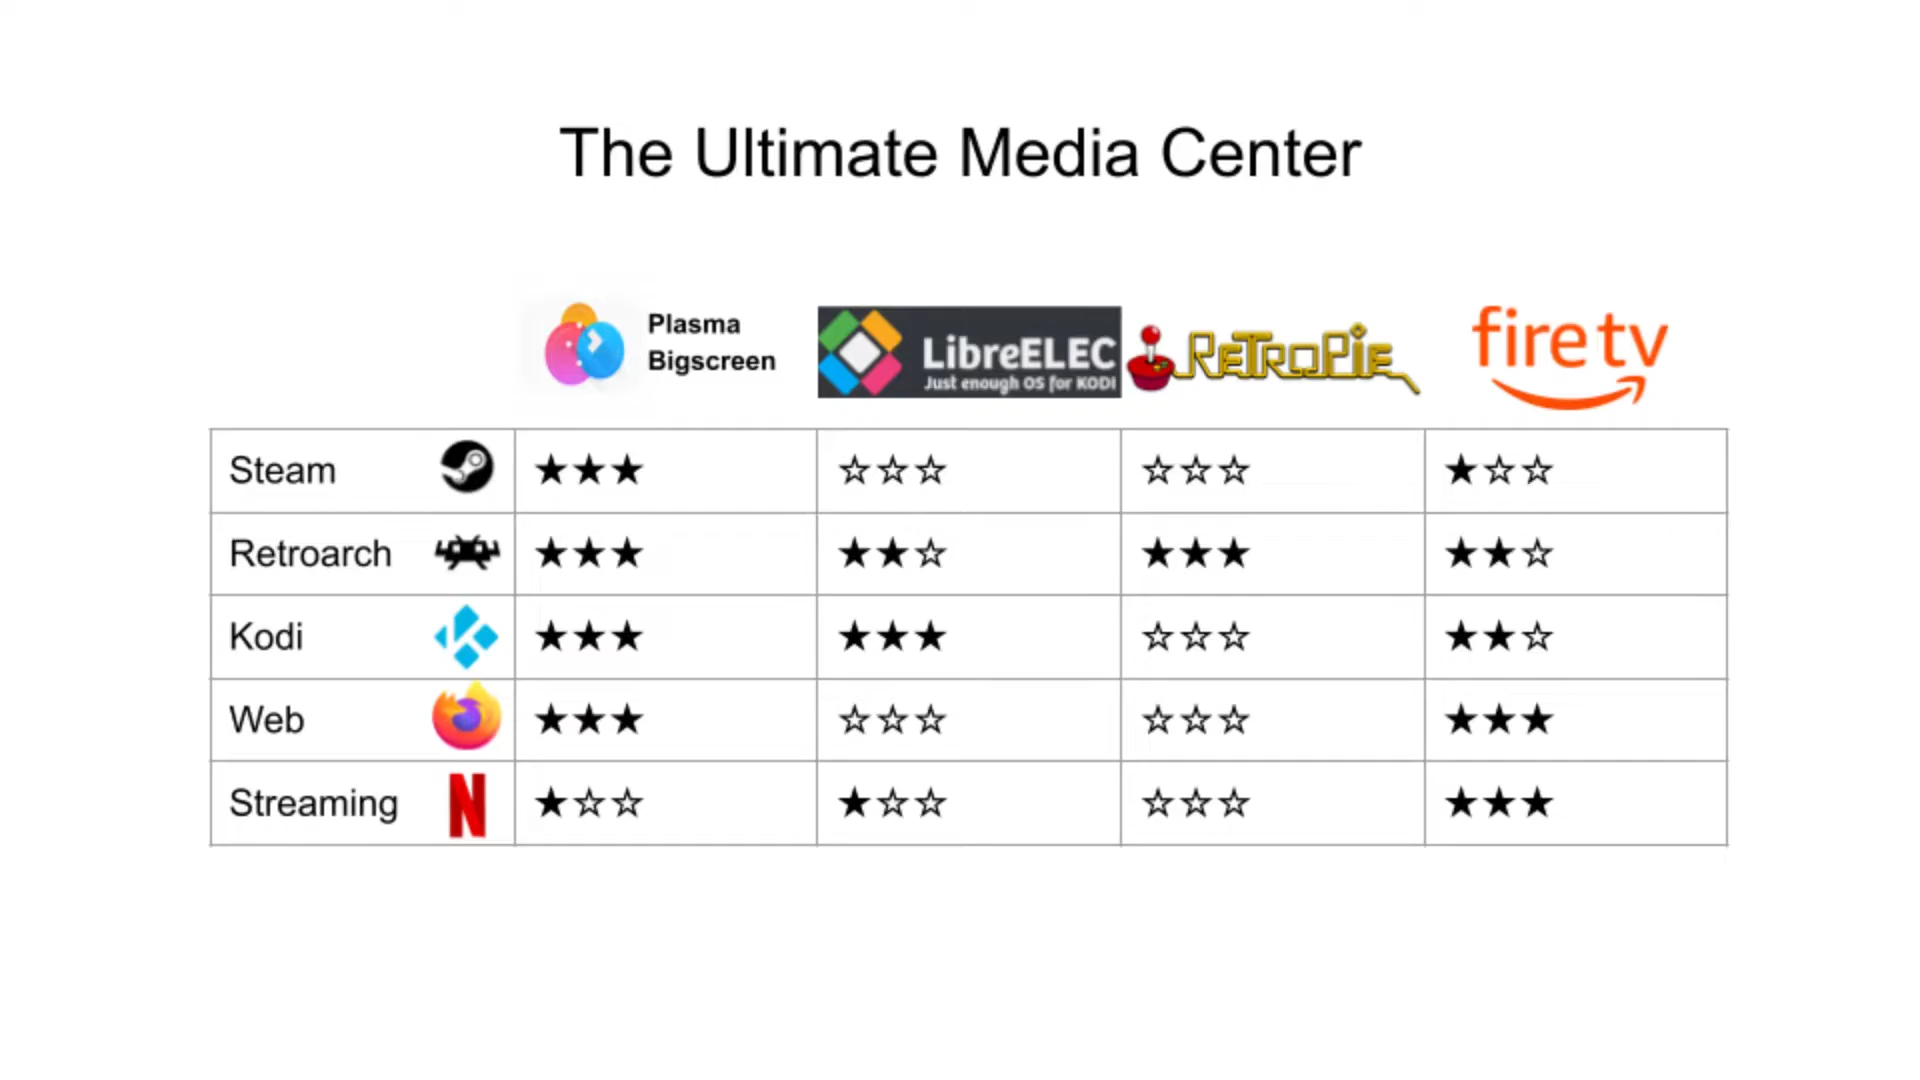 The Ultimate Media Center
Plasma
Bigscreen
LibreELEC
Just enough OS for KODI
RETROPIE
fire tv
Steam ★★★ ☆☆☆ ☆☆☆ ★☆☆
Retroarch ★★★ ★★☆ ★★★ ★★☆
Kodi ★★★ ★★★ ☆☆☆ ★★☆
Web ★★★ ☆☆☆ ☆☆☆ ★★★
Streaming N ★☆☆ ★☆☆ ☆☆☆ ★★★